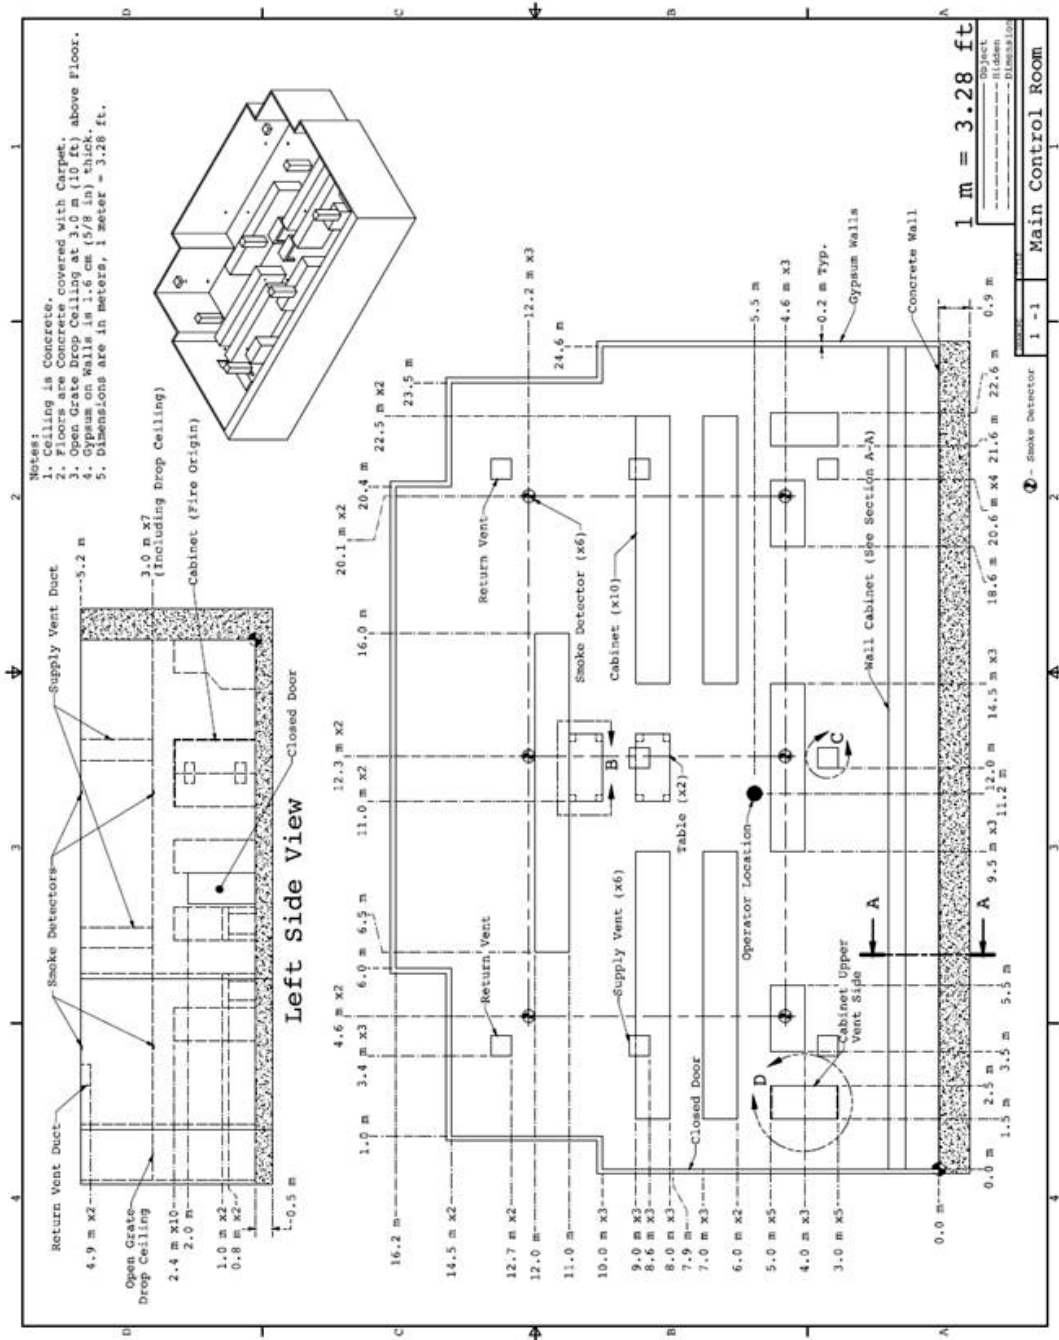 Notes:
1. Ceiling is Concrete.
2. Floors are Concrete covered with Carpet.
3. Open Grate Drop Ceiling at 3.0 m (10 ft) above Floor.
4. Gypsum on Walls is 1.6 cm (5/8 in) thick.
5. Dimensions are in meters, 1 meter = 3.28 ft.
4
3
2
1
D
C
B
A
Return Vent Duct
Smoke Detectors
Supply Vent Duct
5.2 m
3.0 m x7
(Including Drop Ceiling)
Cabinet (Fire Origin)
Closed Door
4.9 m x2
Open Grate
Drop Ceiling
2.4 m x10
2.0 m
1.0 m x2
0.8 m x2
0.5 m
Left Side View
1.0 m
3.4 m x3
4.6 m x2
6.0 m
6.5 m
11.0 m x2
12.3 m x2
16.0 m
20.1 m x2
20.4 m
22.5 m x2
23.5 m
24.6 m
16.2 m
14.5 m x2
12.7 m x2
12.0 m
11.0 m
10.0 m x3
9.0 m x3
8.6 m x3
8.0 m x3
7.9 m
7.0 m x3
6.0 m x2
5.0 m x5
4.0 m x3
3.0 m x5
0.0 m
Return Vent
Return Vent
Smoke Detector (x6)
Cabinet (x10)
12.2 m x3
B
Table (x2)
Supply Vent (x6)
Operator Location
Closed Door
D
Cabinet Upper
Vent Side
C
5.5 m
4.6 m x3
0.2 m Typ.
Gypsum Walls
Wall Cabinet (See Section A-A)
Concrete Wall
A
A
0.9 m
0.0 m
1.5 m
2.5 m
3.5 m
5.5 m
9.5 m x3
11.2 m
12.0 m
14.5 m x3
18.6 m
20.6 m x4
21.6 m
22.6 m
- Smoke Detector
1 m = 3.28 ft
Object
Hidden
Dimension
1-1
Main Control Room
4
3
2
1
D
C
B
A